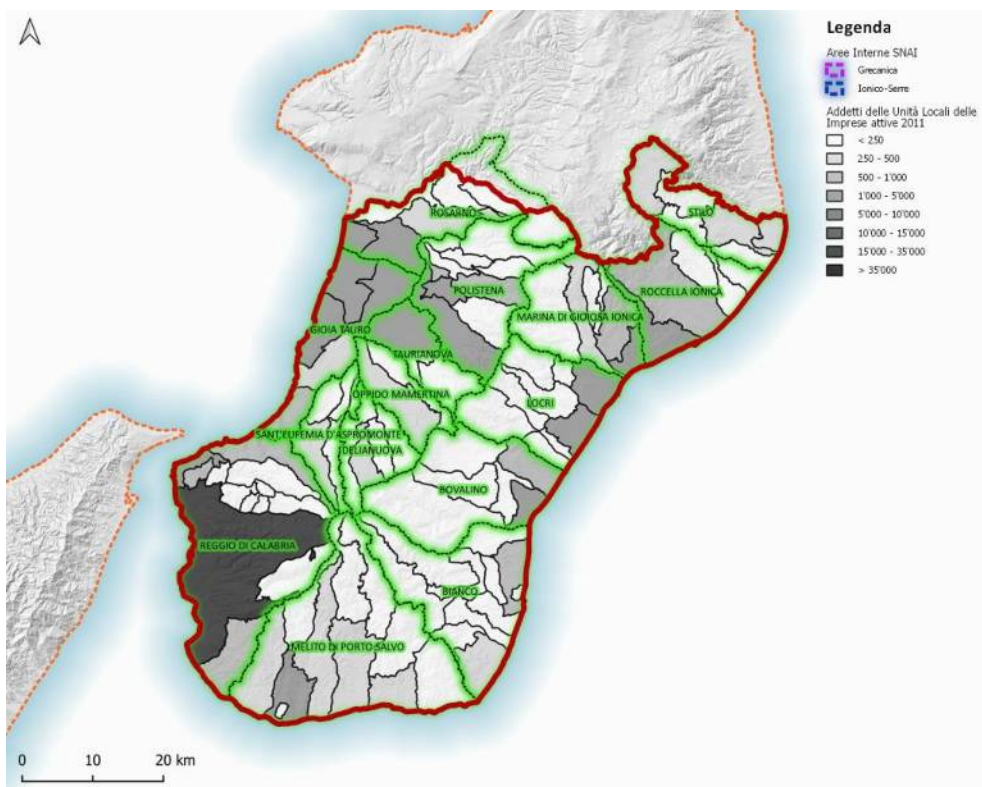 Legenda
Aree Interne SNAI
Grecanica
Ionico-Serre
Addetti delle Unità Locali delle
Imprese attive 2011
< 250
250 - 500
500 - 1'000
1'000 - 5'000
5'000 - 10'000
10'000 - 15'000
15'000 - 35'000
> 35'000
ROSARNO
STILO
POLISTENA
ROCCELLA IONICA
MARINA DI GIOIOSA IONICA
GIOIA TAURO
TAURIANOVA
OPPIDO MAMERTINA
LOCRI
SANT'EUFEMIA D'ASPROMONTE
DELIANUOVA
BOVALINO
REGGIO DI CALABRIA
BIANCO
MELITO DI PORTO SALVO
0 10 20 km